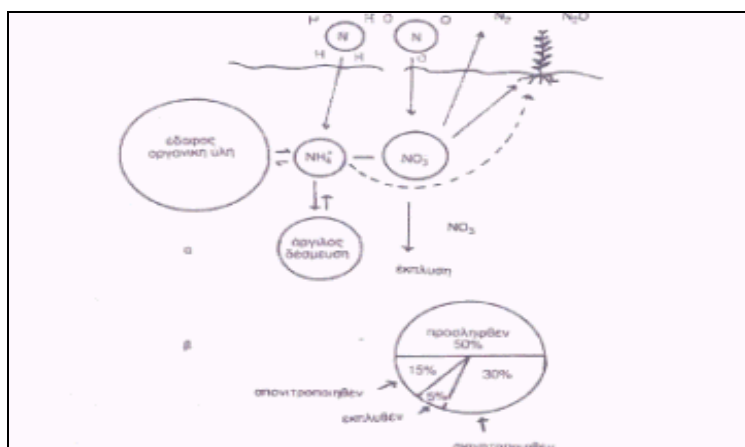 H H O O N₂ N₂O
N N
H H O
έδαφος
οργανική ύλη
NH₄⁺ NO₃⁻
άργιλος
δέσμευση
NO₃
α
έκπλυση
β
προσληφθέν
50%
15% 30%
απονιτροποιηθέν
5%
εκπλυθέν